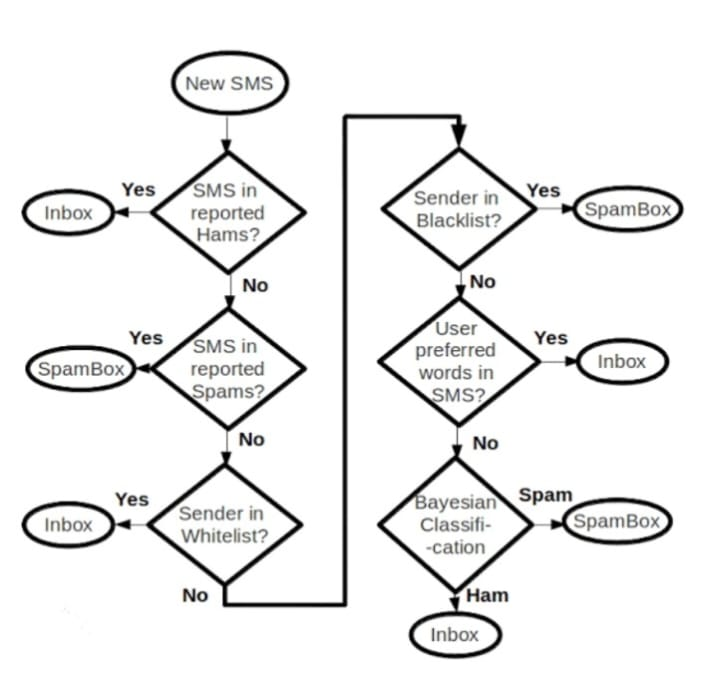 New SMS
Yes
SMS in
reported
Hams?
Inbox
No
Yes
SMS in
reported
Spams?
SpamBox
No
Yes
Sender in
Whitelist?
Inbox
No
Sender in
Blacklist?
Yes
SpamBox
No
User
preferred
words in
SMS?
Yes
Inbox
No
Bayesian
Classifi-
-cation
Spam
SpamBox
Ham
Inbox